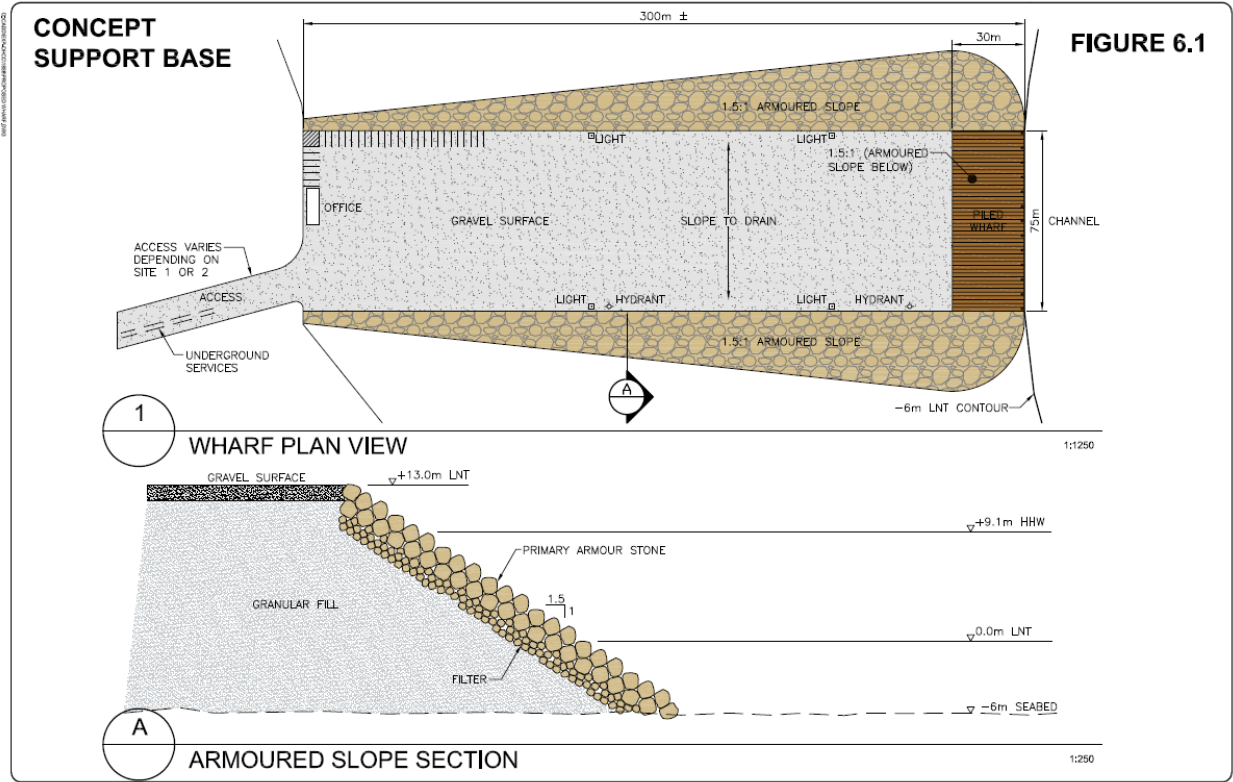 CONCEPT
SUPPORT BASE
300m ±
30m
FIGURE 6.1
1.5:1 ARMOURED SLOPE
LIGHT
LIGHT
1.5:1 (ARMOURED
SLOPE BELOW)
OFFICE
GRAVEL SURFACE
SLOPE TO DRAIN
PILED
WHARF
75m
CHANNEL
ACCESS VARIES
DEPENDING ON
SITE 1 OR 2
ACCESS
LIGHT
HYDRANT
LIGHT
HYDRANT
UNDERGROUND
SERVICES
1.5:1 ARMOURED SLOPE
A
-6m LNT CONTOUR
1
WHARF PLAN VIEW
1:1250
GRAVEL SURFACE
+13.0m LNT
+9.1m HHW
PRIMARY ARMOUR STONE
1.5
1
GRANULAR FILL
0.0m LNT
FILTER
-6m SEABED
A
ARMOURED SLOPE SECTION
1:250